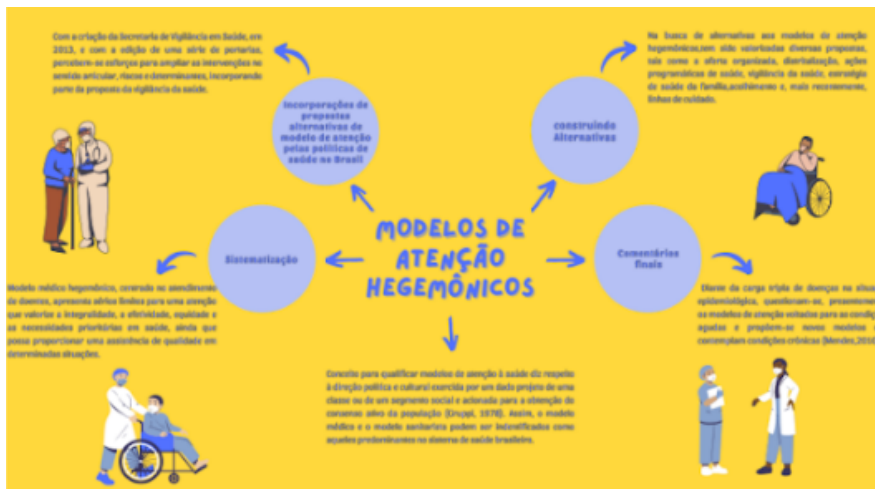 Com a criação da Secretaria de Vigilância em Saúde, em
2013, e com a edição de uma série de portarias,
percebem-se esforços para ampliar as intervenções no
sentido articular, riscos e determinantes, incorporando
parte da proposta da vigilância da saúde.
Na busca de alternativas aos modelos de atenção
hegemônicos,tem sido valorizadas diversas propostas,
tais como a oferta organizada, distritalização, ações
programáticas de saúde, vigilância da saúde, estratégia
de saúde da família,acolhimento e, mais recentemente,
linhas de cuidado.
Incorporações de
propostas
alternativas de
modelo de atenção
pelas políticas de
saúde no Brasil
construindo
Alternativas
MODELOS DE
ATENÇÃO
HEGEMÔNICOS
Sistematização
Comentários
finais
Modelo médico hegemônico, centrado no atendimento
de doentes, apresenta sérios limites para uma atenção
que valorize a integralidade, a efetividade, equidade e
as necessidades prioritárias em saúde, ainda que
possa proporcionar uma assistência de qualidade em
determinadas situações.
Diante da carga tripla de doenças na
epidemiológica, questionam-se,
os modelos de atenção voltados para as
agudas e propõem-se novos modelos
contemplam condições crônicas (Mendes,
Conceito para qualificar modelos de atenção à saúde diz respeito
à direção política e cultural exercida por um dado projeto de uma
classe ou de um segmento social e acionada para a obtenção do
consenso ativo da população (Gruppi, 1978). Assim, o modelo
médico e o modelo sanitarista podem ser
aqueles predominantes no sistema de saúde brasileiro.